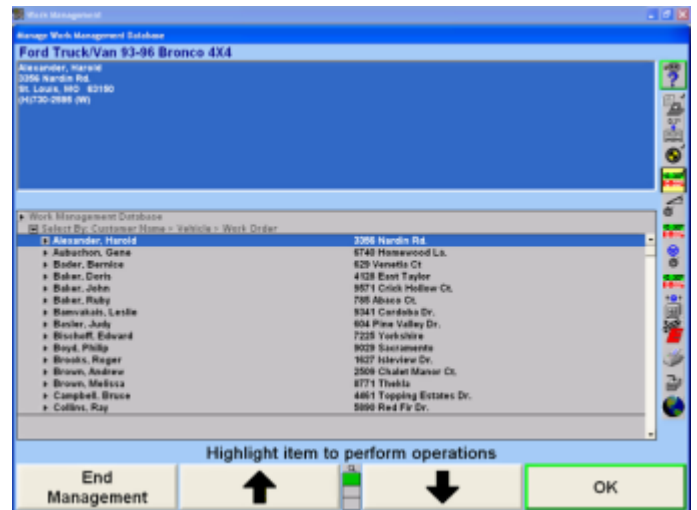 Work Management
Manage Work Management Database
Ford Truck/Van 93-96 Bronco 4X4
Alexander, Harold
3356 Nardin Rd.
St. Louis, MO 63150
(H)730-2595 (W)
Work Management Database
Select By: Customer Name > Vehicle > Work Order
Alexander, Harold 3356 Nardin Rd.
Aubuchon, Gene 6740 Homewood Ln.
Bader, Bernice 629 Venetis Ct
Baker, Doris 4128 East Taylor
Baker, John 9571 Crick Hollow Ct.
Baker, Ruby 785 Abaco Ct.
Bamvakais, Leslie 9341 Cordoba Dr.
Basler, Judy 604 Pine Valley Dr.
Bischoff, Edward 7225 Yorkshire
Boyd, Philip 9029 Sacramento
Brooks, Roger 1627 Isleview Dr.
Brown, Andrew 2509 Chalet Manor Ct.
Brown, Melissa 8771 Thekla
Campbell, Bruce 4461 Topping Estates Dr.
Collins, Ray 5890 Red Fir Dr.
Highlight item to perform operations
End
Management
OK